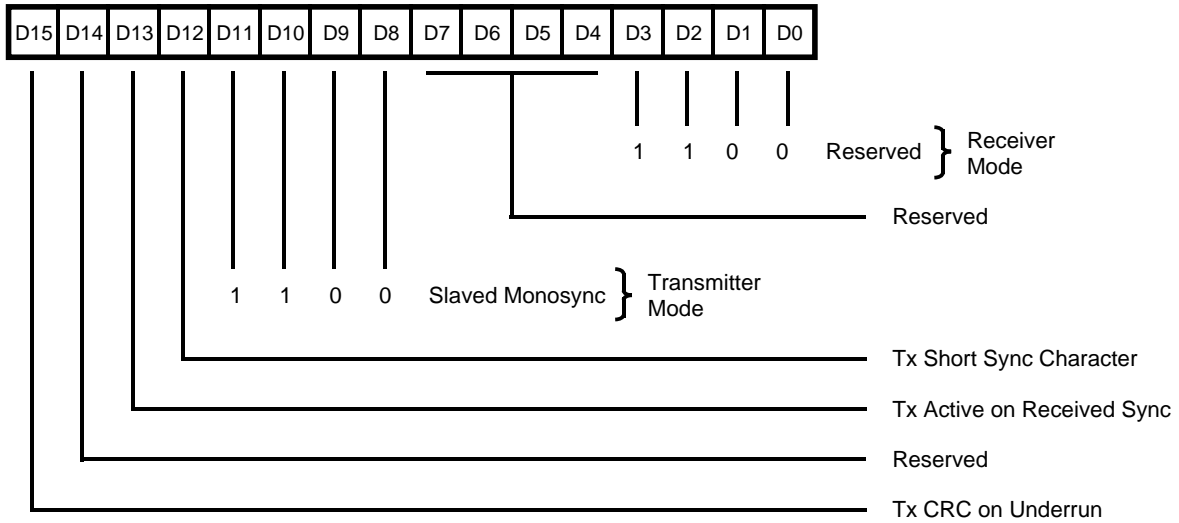 D15 D14 D13 D12 D11 D10 D9 D8 D7 D6 D5 D4 D3 D2 D1 D0
1 1 0 0 Reserved } Receiver
Mode
Reserved
1 1 0 0 Slaved Monosync } Transmitter
Mode
Tx Short Sync Character
Tx Active on Received Sync
Reserved
Tx CRC on Underrun